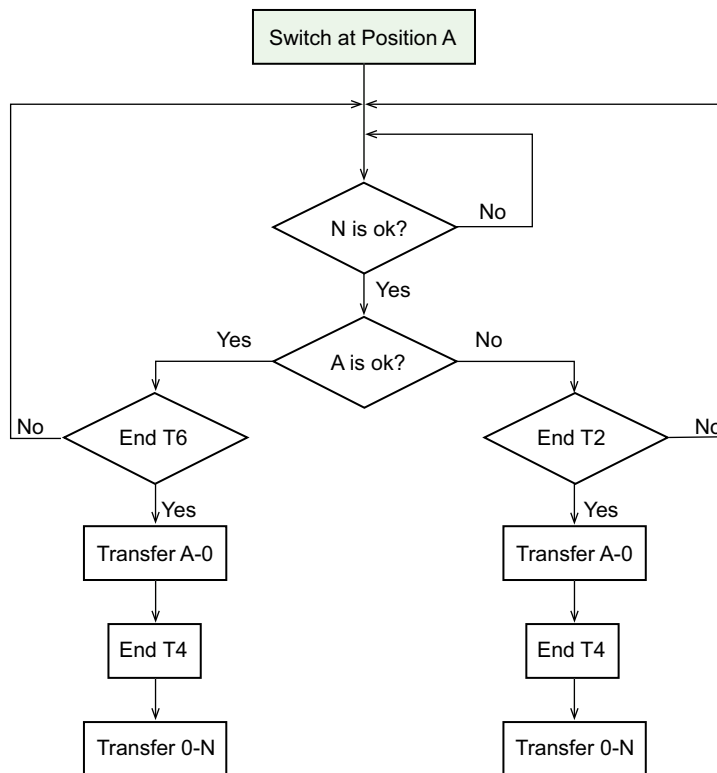 Switch at Position A
N is ok?
No
Yes
Yes
A is ok?
No
No
End T6
End T2
No
Yes
Yes
Transfer A-0
Transfer A-0
End T4
End T4
Transfer 0-N
Transfer 0-N